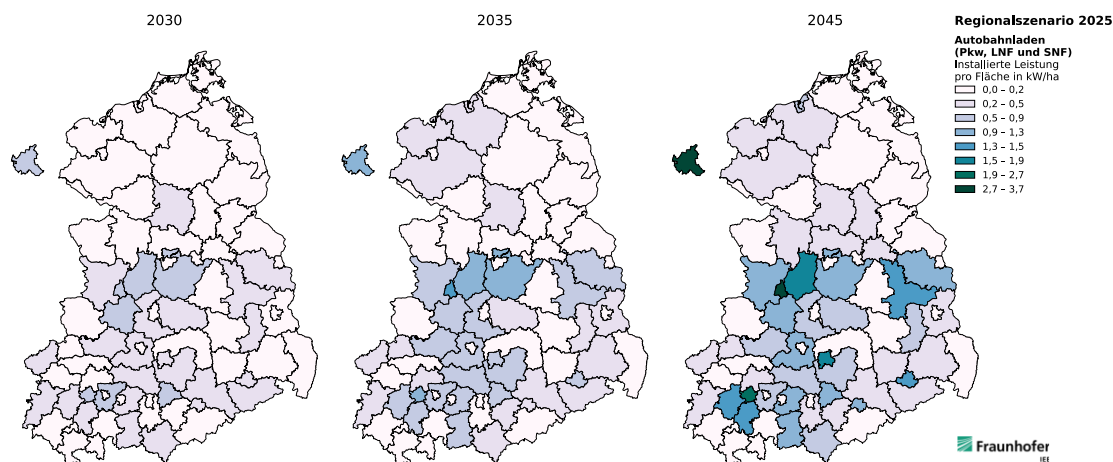 2030
2035
2045
Regionalszenario 2025
Autobahnladen
(Pkw, LNF und SNF)
Installierte Leistung
pro Fläche in kW/ha
0,0 – 0,2
0,2 – 0,5
0,5 – 0,9
0,9 – 1,3
1,3 – 1,5
1,5 – 1,9
1,9 – 2,7
2,7 – 3,7
Fraunhofer